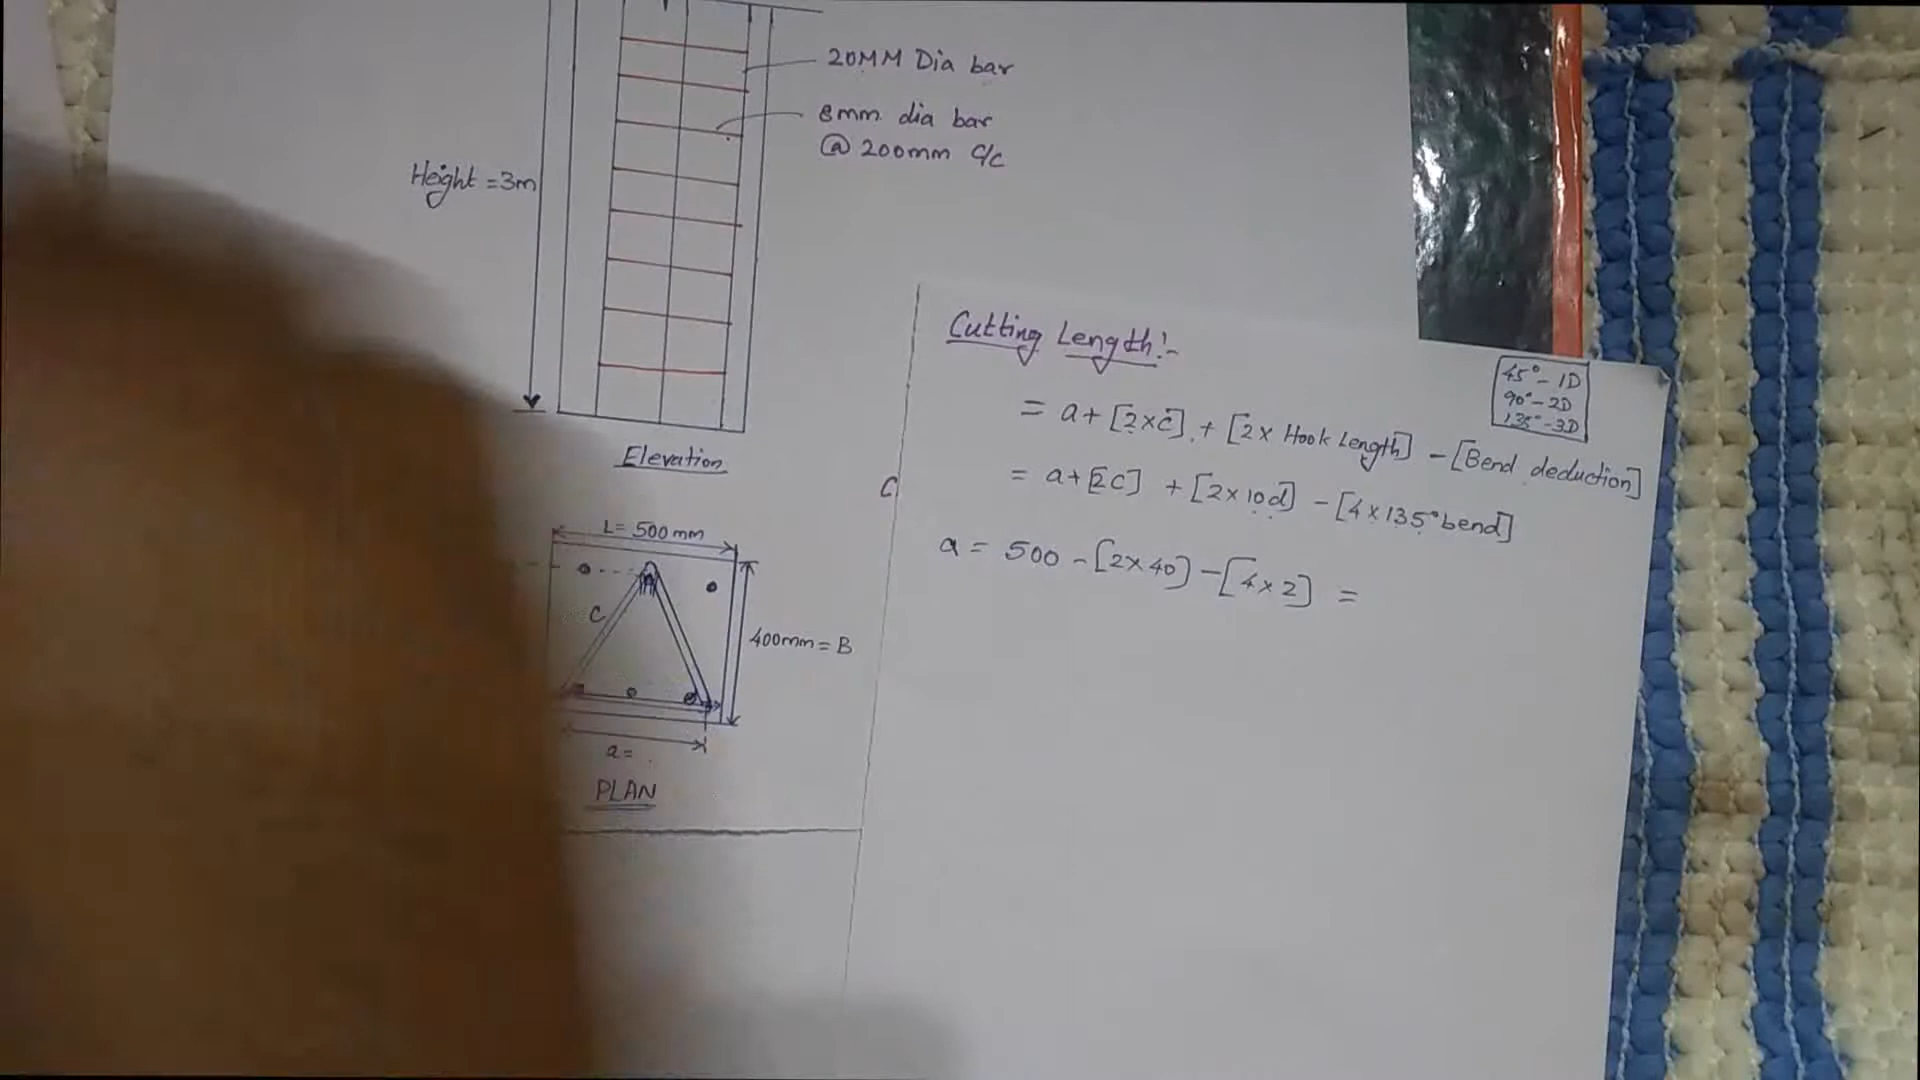 20MM Dia bar
8mm dia bar
@ 200mm c/c
Height = 3m
Elevation
L = 500 mm
C
400mm = B
a =
PLAN
Cutting Length:-
45° - 1D
90° - 2D
135° - 3D
= a + [2×c] + [2× Hook Length] - [Bend deduction]
= a + [2c] + [2×10d] - [4×135° bend]
C
a = 500 - [2×40] - [4×2] =